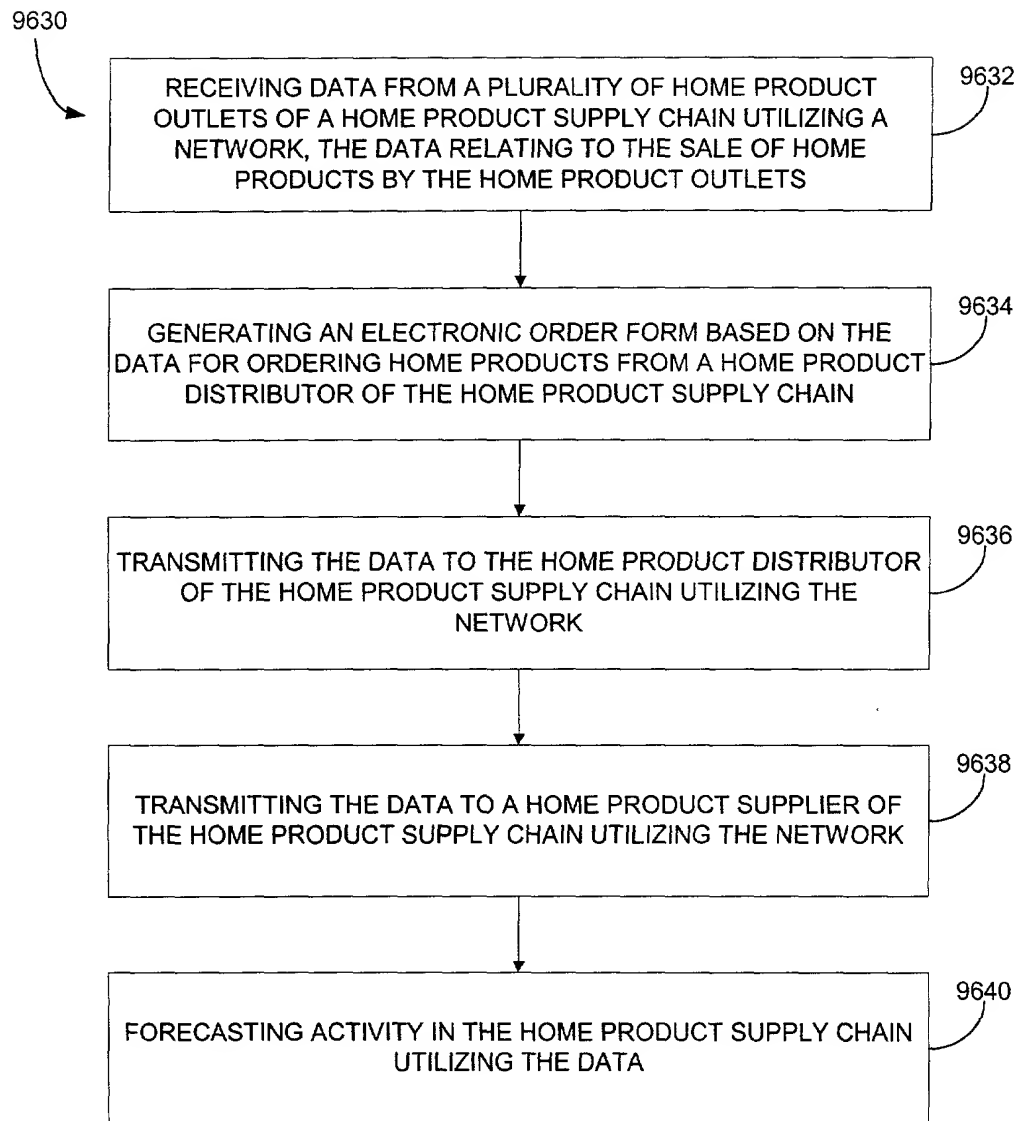 9630
RECEIVING DATA FROM A PLURALITY OF HOME PRODUCT
OUTLETS OF A HOME PRODUCT SUPPLY CHAIN UTILIZING A
NETWORK, THE DATA RELATING TO THE SALE OF HOME
PRODUCTS BY THE HOME PRODUCT OUTLETS
9632
GENERATING AN ELECTRONIC ORDER FORM BASED ON THE
DATA FOR ORDERING HOME PRODUCTS FROM A HOME PRODUCT
DISTRIBUTOR OF THE HOME PRODUCT SUPPLY CHAIN
9634
TRANSMITTING THE DATA TO THE HOME PRODUCT DISTRIBUTOR
OF THE HOME PRODUCT SUPPLY CHAIN UTILIZING THE
NETWORK
9636
TRANSMITTING THE DATA TO A HOME PRODUCT SUPPLIER OF
THE HOME PRODUCT SUPPLY CHAIN UTILIZING THE NETWORK
9638
FORECASTING ACTIVITY IN THE HOME PRODUCT SUPPLY CHAIN
UTILIZING THE DATA
9640